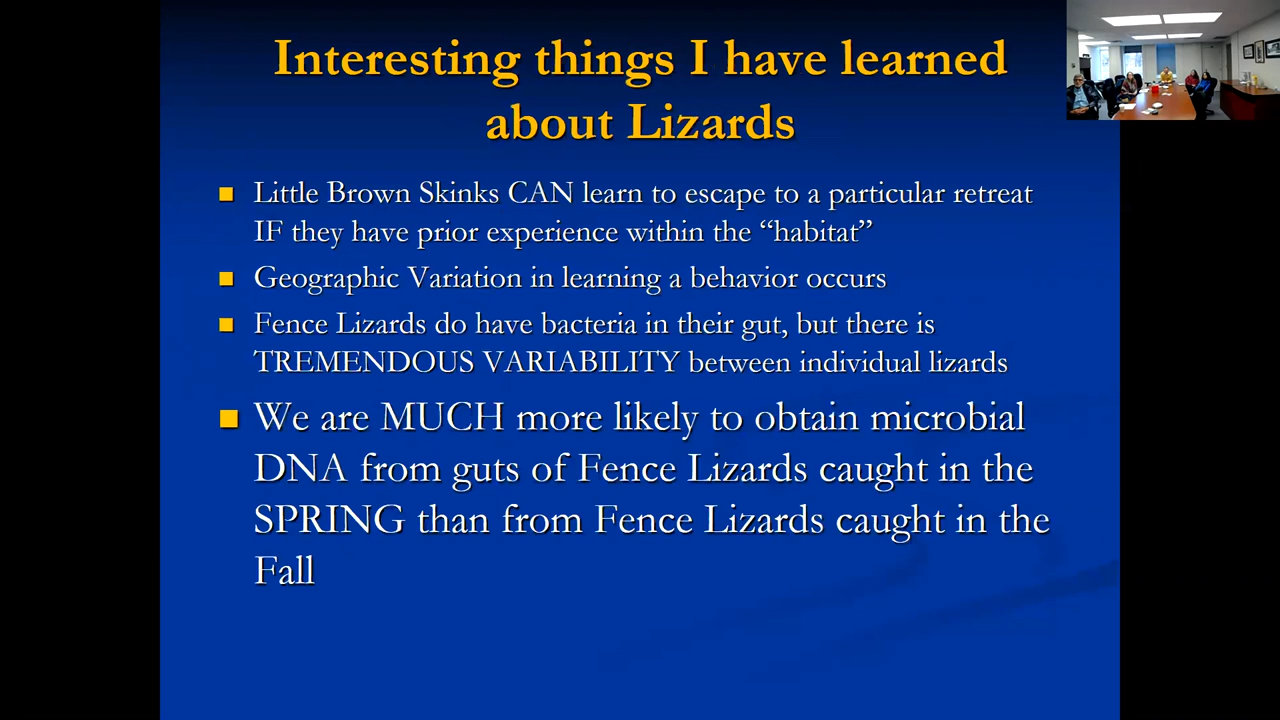 Interesting things I have learned
about Lizards
Little Brown Skinks CAN learn to escape to a particular retreat
IF they have prior experience within the “habitat”
Geographic Variation in learning a behavior occurs
Fence Lizards do have bacteria in their gut, but there is
TREMENDOUS VARIABILITY between individual lizards
We are MUCH more likely to obtain microbial
DNA from guts of Fence Lizards caught in the
SPRING than from Fence Lizards caught in the
Fall